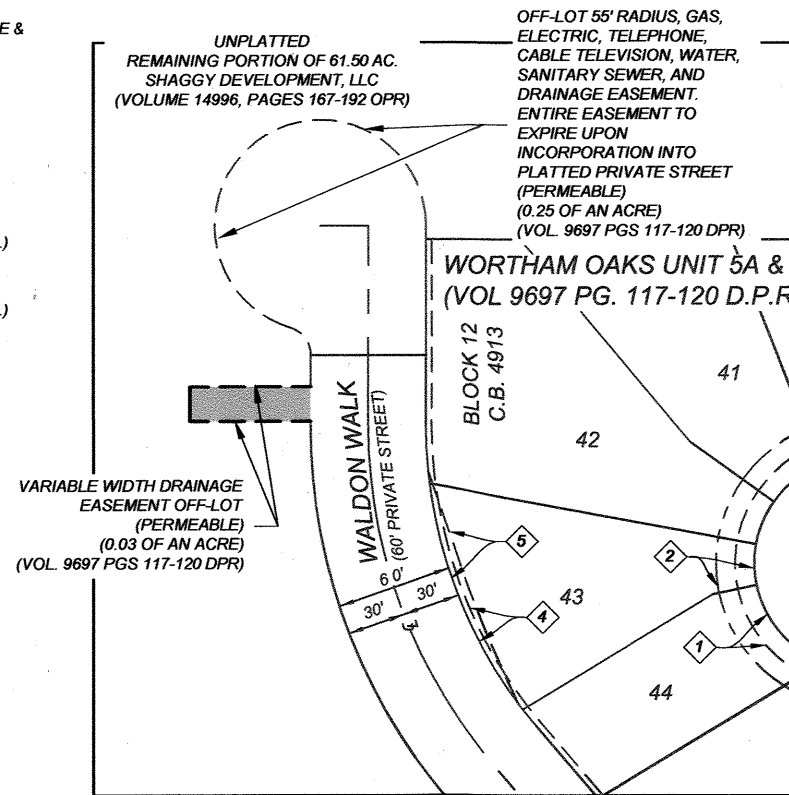 E &
UNPLATTED
REMAINING PORTION OF 61.50 AC.
SHAGGY DEVELOPMENT, LLC
(VOLUME 14996, PAGES 167-192 OPR)
OFF-LOT 55' RADIUS, GAS,
ELECTRIC, TELEPHONE,
CABLE TELEVISION, WATER,
SANITARY SEWER, AND
DRAINAGE EASEMENT.
ENTIRE EASEMENT TO
EXPIRE UPON
INCORPORATION INTO
PLATTED PRIVATE STREET
(PERMEABLE)
(0.25 OF AN ACRE)
(VOL. 9697 PGS 117-120 DPR)
.)
.)
WORTHAM OAKS UNIT 5A &
(VOL 9697 PG. 117-120 D.P.R
BLOCK 12
C.B. 4913
41
42
WALDON WALK
(60' PRIVATE STREET)
VARIABLE WIDTH DRAINAGE
EASEMENT OFF-LOT
(PERMEABLE)
(0.03 OF AN ACRE)
(VOL. 9697 PGS 117-120 DPR)
5
2
60'
30'
30'
43
4
1
44